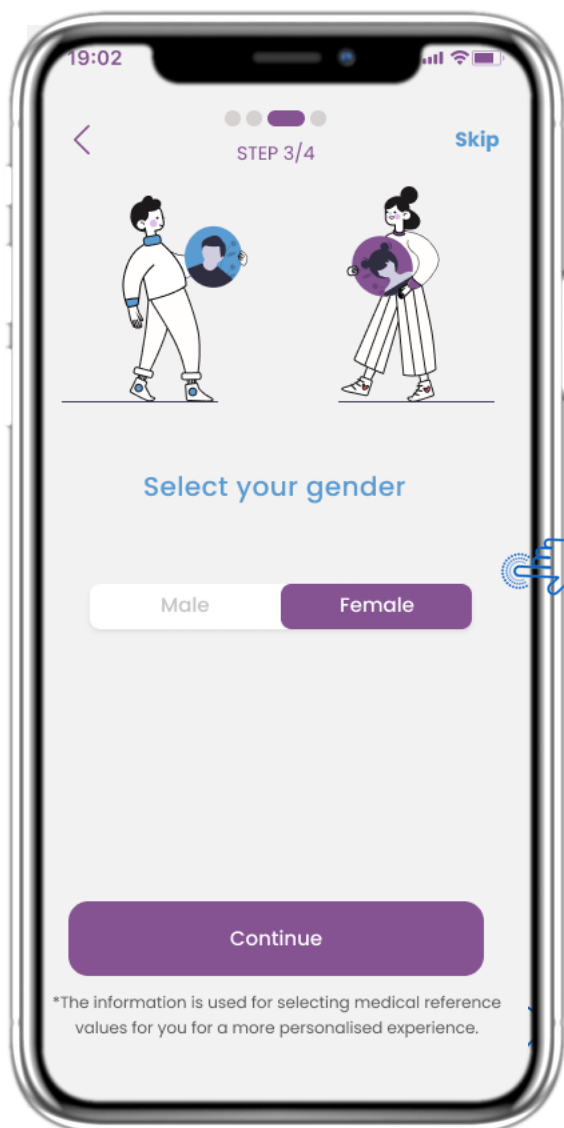 19:02
Skip
STEP 3/4
Select your gender
Male Female
Continue
*The information is used for selecting medical reference
values for you for a more personalised experience.